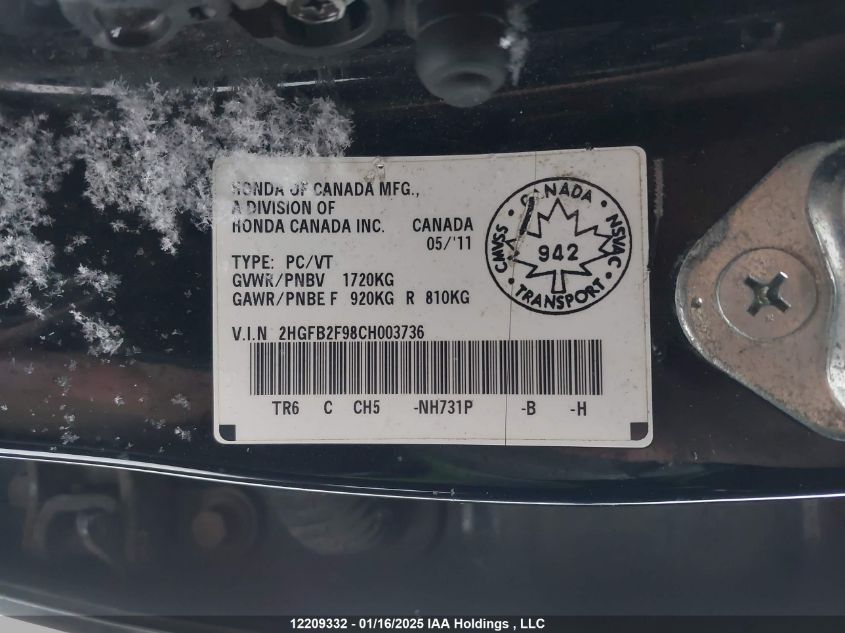 HONDA OF CANADA MFG.,
A DIVISION OF
HONDA CANADA INC. CANADA
05/'11
TYPE: PC/VT
GVWR/PNBV 1720KG
GAWR/PNBE F 920KG R 810KG
V.I.N 2HGFB2F98CH003736
TR6 C CH5 -NH731P -B -H
CANADA
CMVSS · NSVAC
942
· TRANSPORT ·
12209332 - 01/16/2025 IAA Holdings , LLC